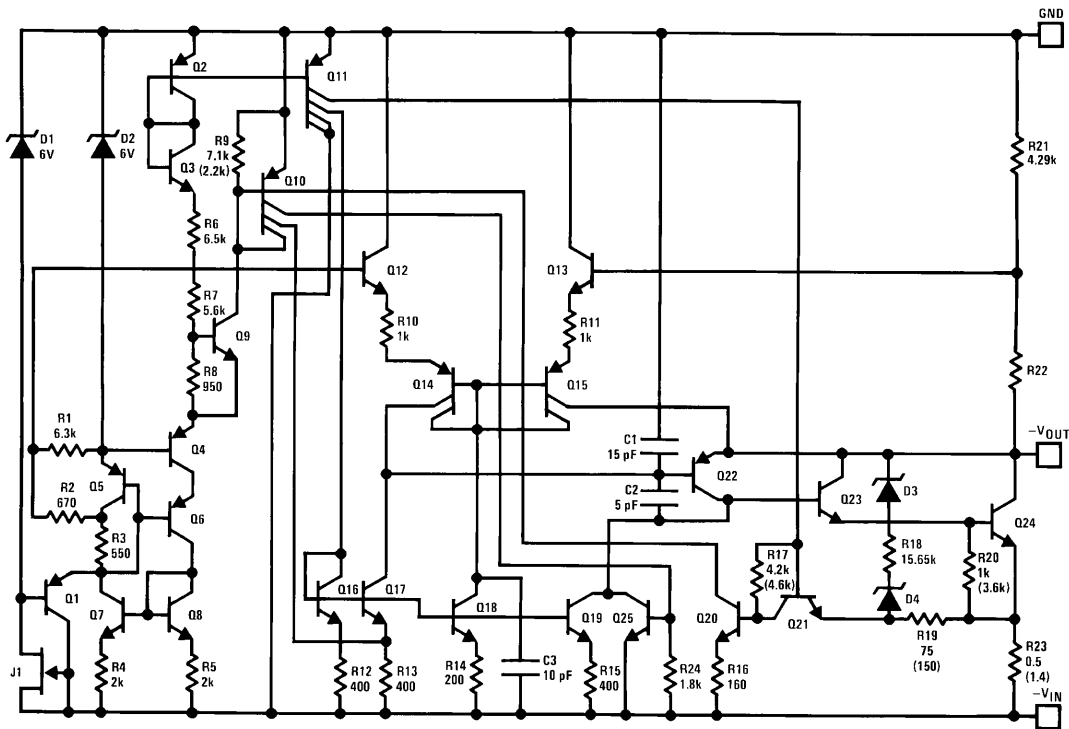 GND
Q2
Q11
D1
6V
D2
6V
Q3
R9
7.1k
(2.2k)
Q10
R21
4.29k
R6
6.5k
Q12
Q13
R7
5.6k
Q9
R10
1k
R11
1k
R8
950
Q14
Q15
R22
R1
6.3k
Q4
C1
15 pF
-VOUT
Q5
Q22
R2
670
Q6
C2
5 pF
Q23
D3
Q24
R3
550
R18
15.65k
R17
4.2k
(4.6k)
R20
1k
(3.6k)
Q1
Q7
Q8
Q16
Q17
Q18
Q19
Q25
Q20
Q21
D4
R19
75
(150)
J1
R4
2k
R5
2k
R12
400
R13
400
R14
200
C3
10 pF
R15
400
R24
1.8k
R16
160
R23
0.5
(1.4)
-VIN